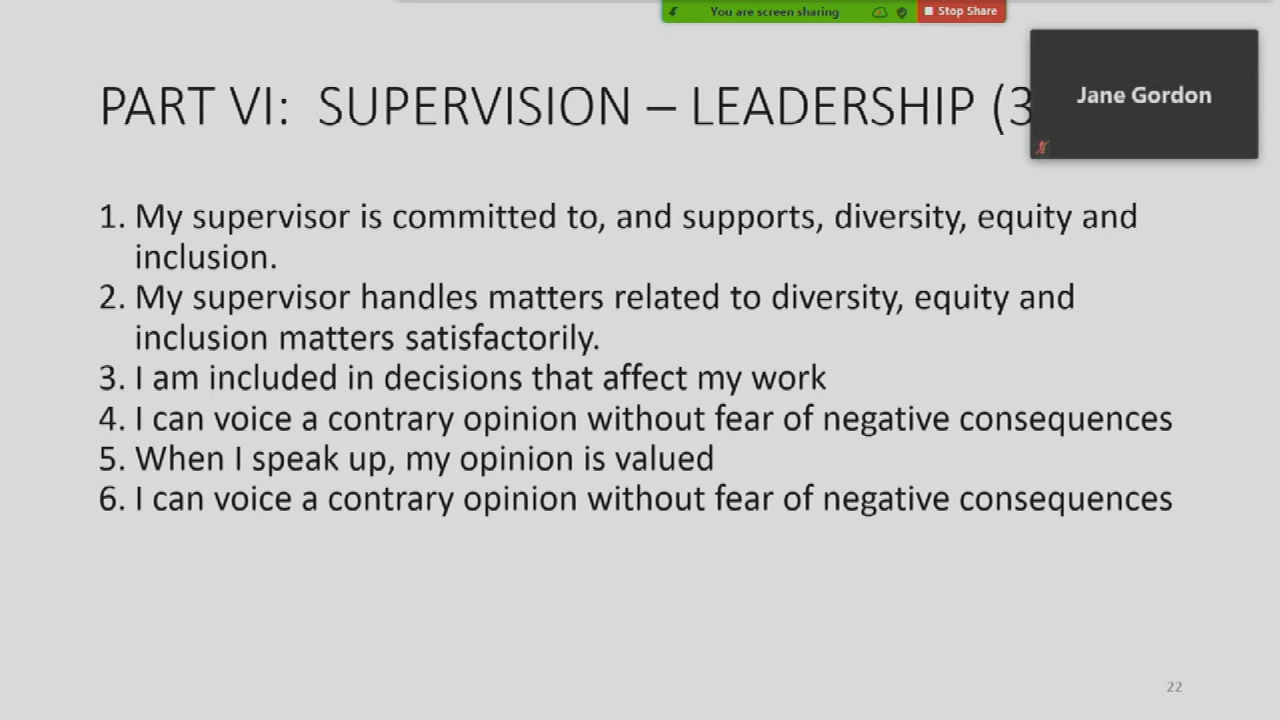 You are screen sharing
Stop Share
PART VI: SUPERVISION – LEADERSHIP (3
Jane Gordon
1. My supervisor is committed to, and supports, diversity, equity and
inclusion.
2. My supervisor handles matters related to diversity, equity and
inclusion matters satisfactorily.
3. I am included in decisions that affect my work
4. I can voice a contrary opinion without fear of negative consequences
5. When I speak up, my opinion is valued
6. I can voice a contrary opinion without fear of negative consequences
22